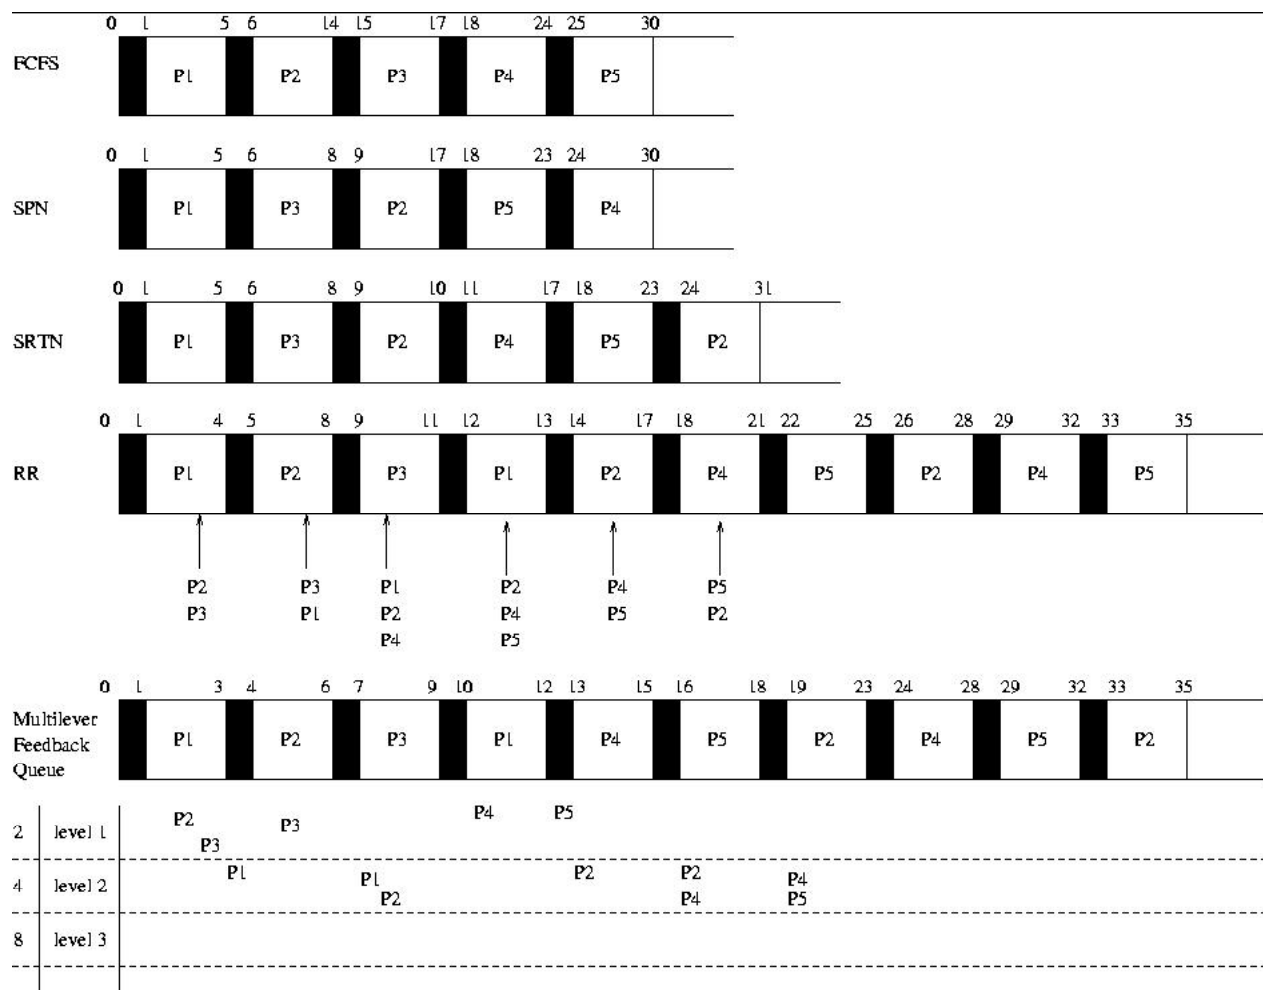 0 1 5 6 14 15 17 18 24 25 30
FCFS P1 P2 P3 P4 P5
0 1 5 6 8 9 17 18 23 24 30
SPN P1 P3 P2 P5 P4
0 1 5 6 8 9 10 11 17 18 23 24 31
SRTN P1 P3 P2 P4 P5 P2
0 1 4 5 8 9 11 12 13 14 17 18 21 22 25 26 28 29 32 33 35
RR P1 P2 P3 P1 P2 P4 P5 P2 P4 P5
P2 P3 P1 P2 P4 P5
P3 P1 P2 P4 P5 P2
P4 P5
0 1 3 4 6 7 9 10 12 13 15 16 18 19 23 24 28 29 32 33 35
Multilever
Feedback P1 P2 P3 P1 P4 P5 P2 P4 P5 P2
Queue
P2 P3 P4 P5
2 level 1
P3
P1 P1 P2 P2 P4
4 level 2
P2 P4 P5
8 level 3